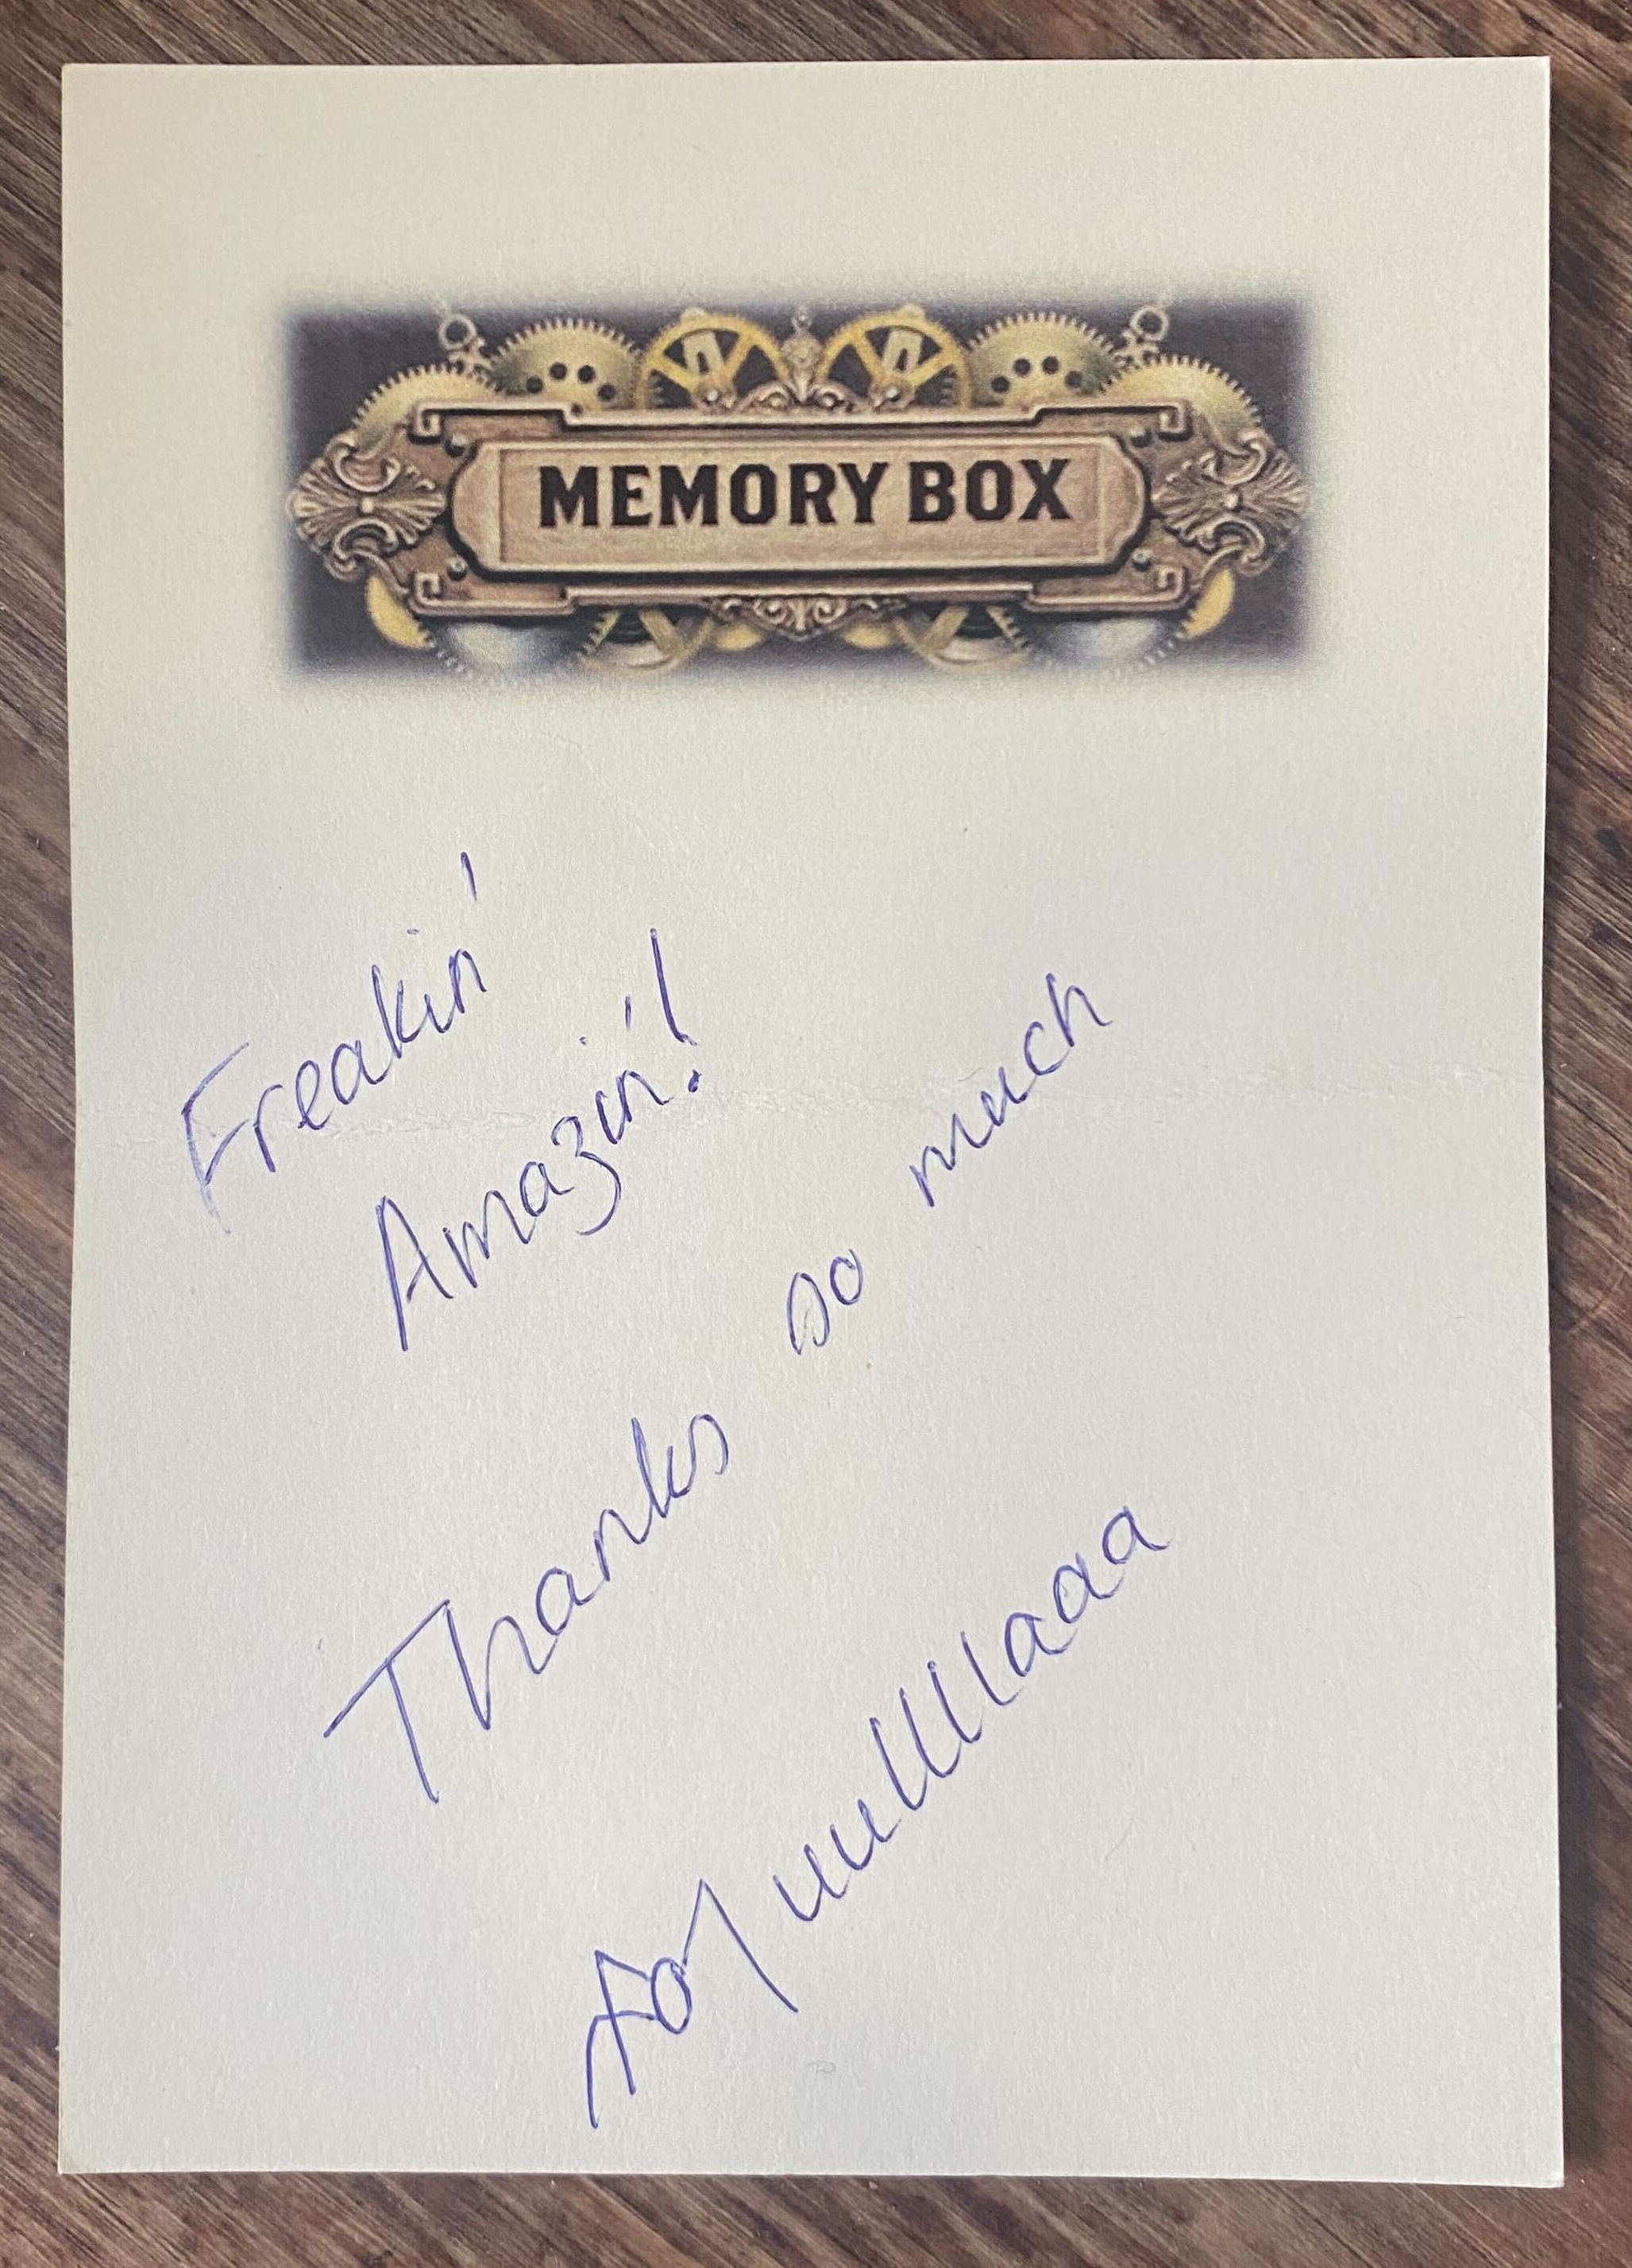 MEMORY BOX
Freakin'
Amazin'!
Thanks so much